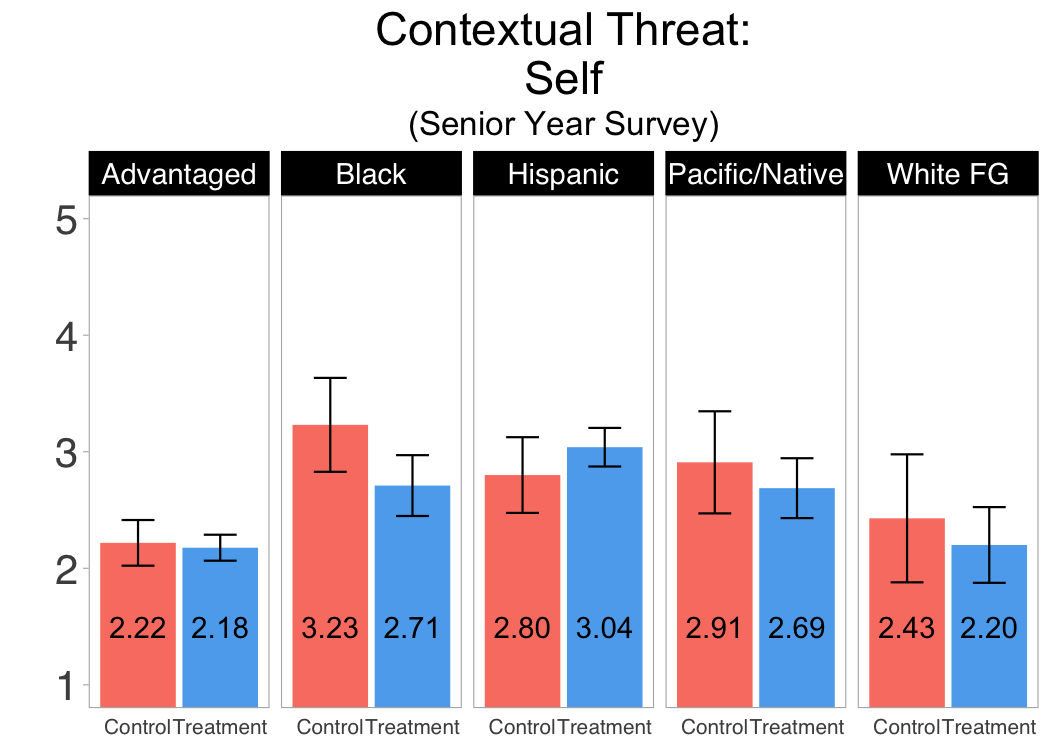 Contextual Threat:
Self
(Senior Year Survey)
Advantaged Black Hispanic Pacific/Native White FG
5
4
3
2
1
2.22 2.18 3.23 2.71 2.80 3.04 2.91 2.69 2.43 2.20
Control Treatment Control Treatment Control Treatment Control Treatment Control Treatment